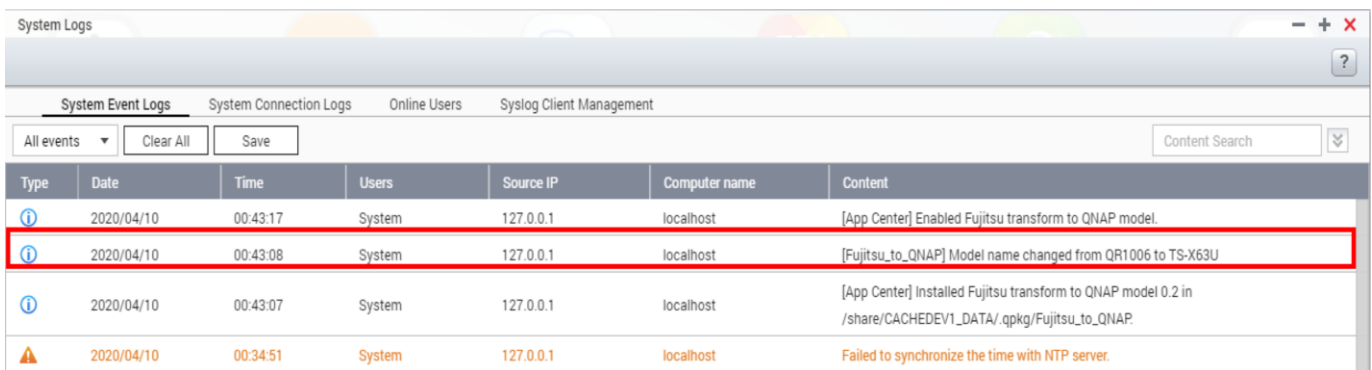 System Logs
?
System Event Logs System Connection Logs Online Users Syslog Client Management
All events Clear All Save Content Search
Type Date Time Users Source IP Computer name Content
2020/04/10 00:43:17 System 127.0.0.1 localhost [App Center] Enabled Fujitsu transform to QNAP model.
2020/04/10 00:43:08 System 127.0.0.1 localhost [Fujitsu_to_QNAP] Model name changed from QR1006 to TS-X63U
2020/04/10 00:43:07 System 127.0.0.1 localhost [App Center] Installed Fujitsu transform to QNAP model 0.2 in
/share/CACHEDEV1_DATA/.qpkg/Fujitsu_to_QNAP.
2020/04/10 00:34:51 System 127.0.0.1 localhost Failed to synchronize the time with NTP server.